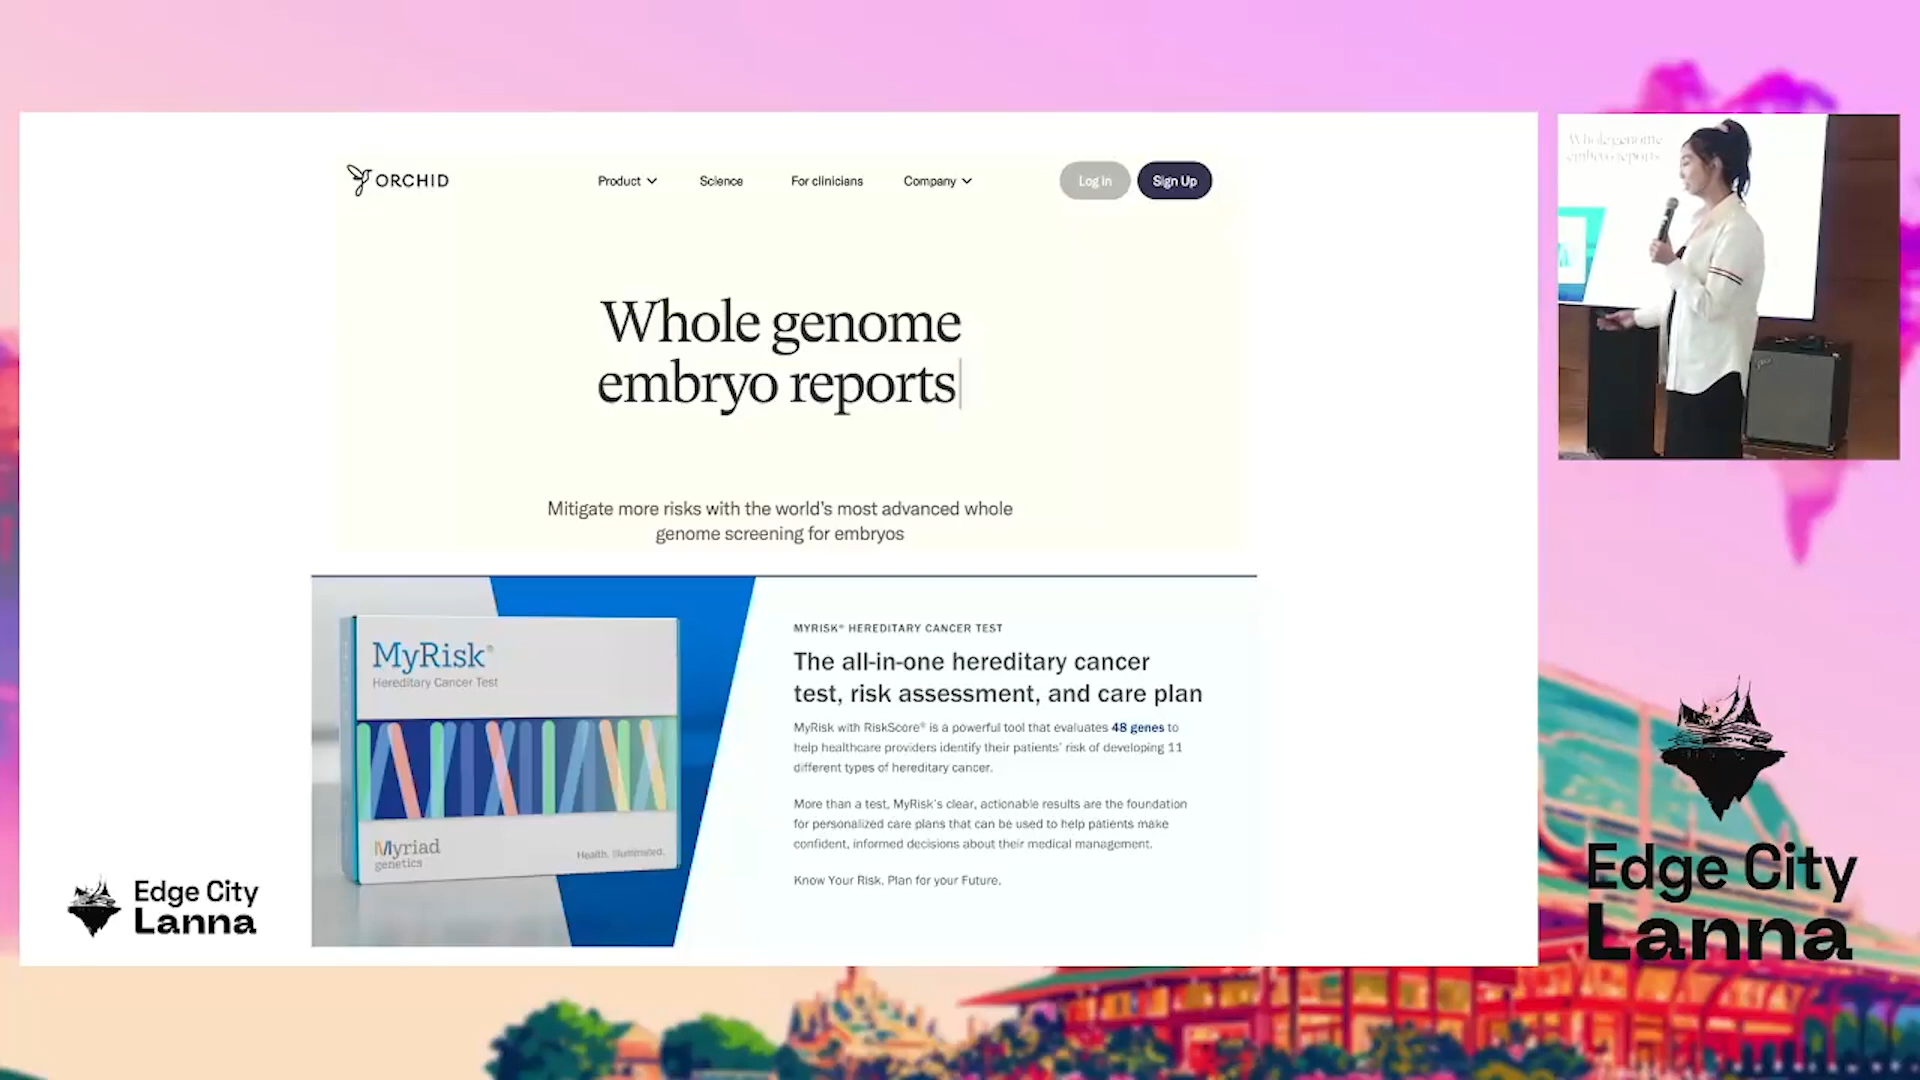 ORCHID
Product
Science
For clinicians
Company
Log in
Sign Up
Whole genome
embryo reports
Mitigate more risks with the world's most advanced whole
genome screening for embryos
MyRisk®
Hereditary Cancer Test
Myriad
genetics
Health. Illuminated.
MYRISK® HEREDITARY CANCER TEST
The all-in-one hereditary cancer
test, risk assessment, and care plan
MyRisk with RiskScore® is a powerful tool that evaluates 48 genes to
help healthcare providers identify their patients' risk of developing 11
different types of hereditary cancer.
More than a test, MyRisk's clear, actionable results are the foundation
for personalized care plans that can be used to help patients make
confident, informed decisions about their medical management.
Know Your Risk. Plan for your Future.
Edge City
Lanna
Whole genome
embryo reports
Edge City
Lanna